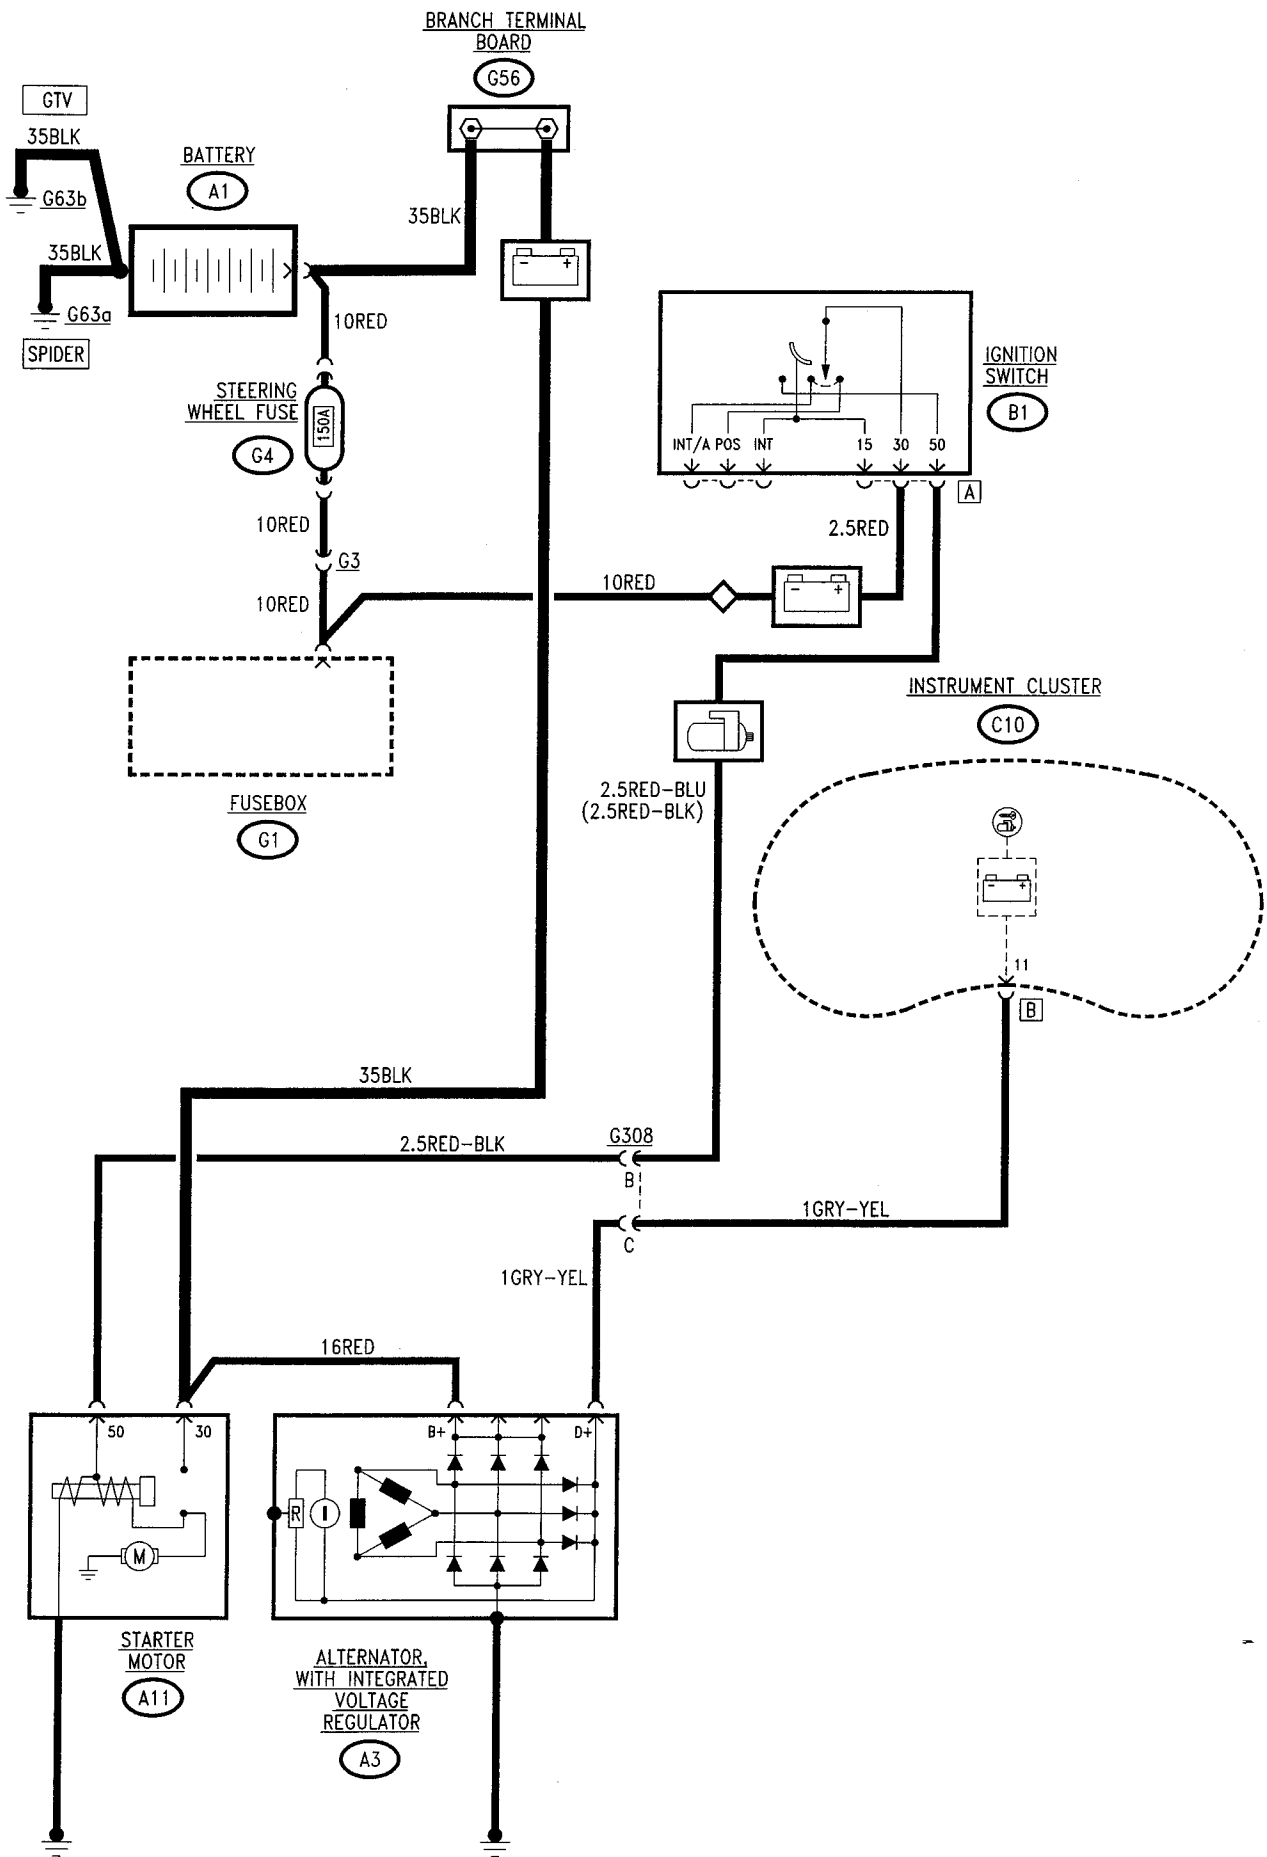 BRANCH TERMINAL
BOARD
G56
GTV
35BLK
BATTERY
A1
G63b
35BLK
35BLK
G63a
SPIDER
10RED
- +
STEERING
WHEEL FUSE
150A
G4
IGNITION
SWITCH
B1
INT/A POS INT 15 30 50
A
10RED
2.5RED
G3
10RED
10RED
- +
INSTRUMENT CLUSTER
C10
2.5RED-BLU
(2.5RED-BLK)
FUSEBOX
G1
- +
11
B
35BLK
2.5RED-BLK
G308
B
1GRY-YEL
C
1GRY-YEL
16RED
50 30
B+ D+
R I
M
STARTER
MOTOR
A11
ALTERNATOR,
WITH INTEGRATED
VOLTAGE
REGULATOR
A3